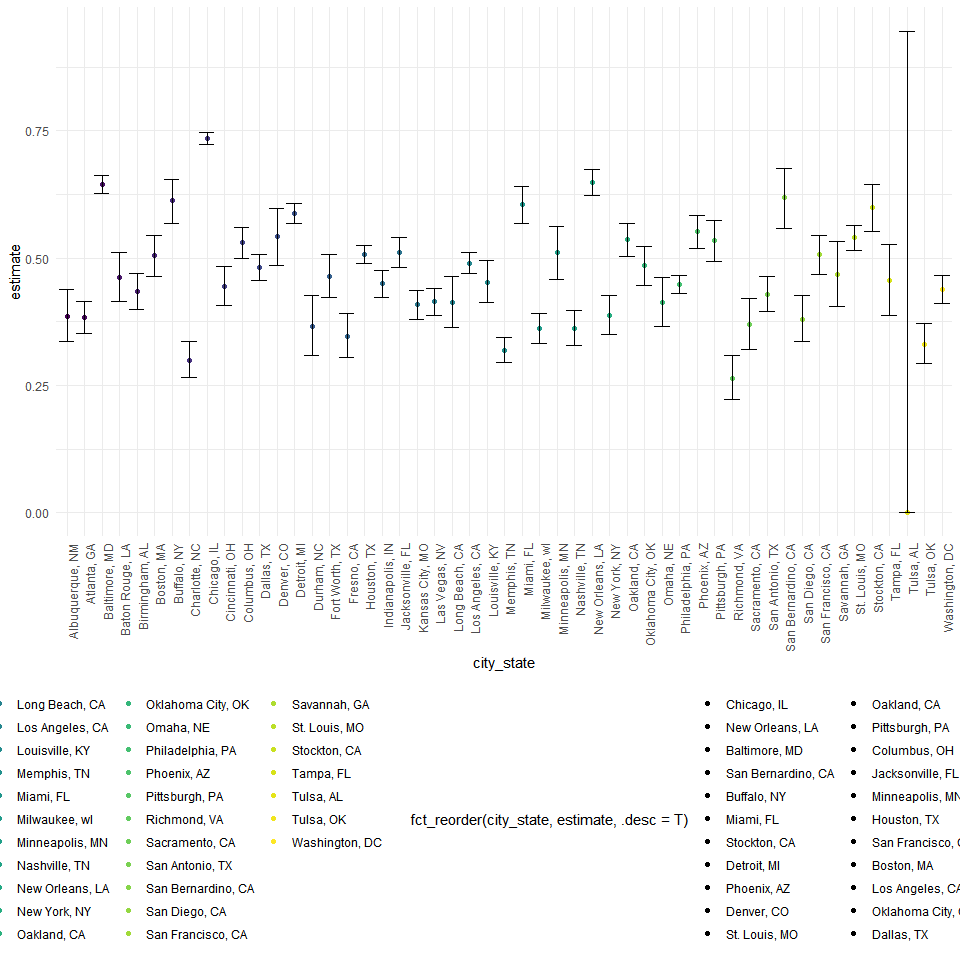 0.75
0.50
0.25
0.00
estimate
Albuquerque, NM
Atlanta, GA
Baltimore, MD
Baton Rouge, LA
Birmingham, AL
Boston, MA
Buffalo, NY
Charlotte, NC
Chicago, IL
Cincinnati, OH
Columbus, OH
Dallas, TX
Denver, CO
Detroit, MI
Durham, NC
Fort Worth, TX
Fresno, CA
Houston, TX
Indianapolis, IN
Jacksonville, FL
Kansas City, MO
Las Vegas, NV
Long Beach, CA
Los Angeles, CA
Louisville, KY
Memphis, TN
Miami, FL
Milwaukee, wI
Minneapolis, MN
Nashville, TN
New Orleans, LA
New York, NY
Oakland, CA
Oklahoma City, OK
Omaha, NE
Philadelphia, PA
Phoenix, AZ
Pittsburgh, PA
Richmond, VA
Sacramento, CA
San Antonio, TX
San Bernardino, CA
San Diego, CA
San Francisco, CA
Savannah, GA
St. Louis, MO
Stockton, CA
Tampa, FL
Tulsa, AL
Tulsa, OK
Washington, DC
city_state
Long Beach, CA
Los Angeles, CA
Louisville, KY
Memphis, TN
Miami, FL
Milwaukee, wI
Minneapolis, MN
Nashville, TN
New Orleans, LA
New York, NY
Oakland, CA
Oklahoma City, OK
Omaha, NE
Philadelphia, PA
Phoenix, AZ
Pittsburgh, PA
Richmond, VA
Sacramento, CA
San Antonio, TX
San Bernardino, CA
San Diego, CA
San Francisco, CA
Savannah, GA
St. Louis, MO
Stockton, CA
Tampa, FL
Tulsa, AL
Tulsa, OK
Washington, DC
fct_reorder(city_state, estimate, .desc = T)
Chicago, IL
New Orleans, LA
Baltimore, MD
San Bernardino, CA
Buffalo, NY
Miami, FL
Stockton, CA
Detroit, MI
Phoenix, AZ
Denver, CO
St. Louis, MO
Oakland, CA
Pittsburgh, PA
Columbus, OH
Jacksonville, FL
Minneapolis, MN
Houston, TX
San Francisco,
Boston, MA
Los Angeles, CA
Oklahoma City,
Dallas, TX